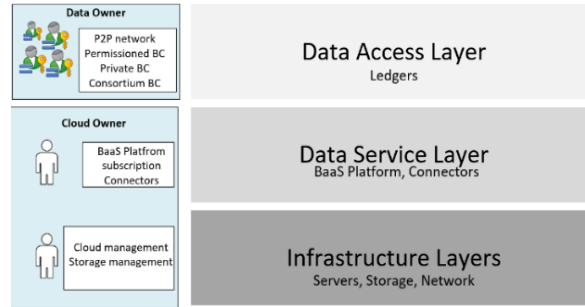 Data Owner
P2P network
Permissioned BC
Private BC
Consortium BC
Data Access Layer
Ledgers
Cloud Owner
BaaS Platfrom
subscription
Connectors
Data Service Layer
BaaS Platform, Connectors
Cloud management
Storage management
Infrastructure Layers
Servers, Storage, Network